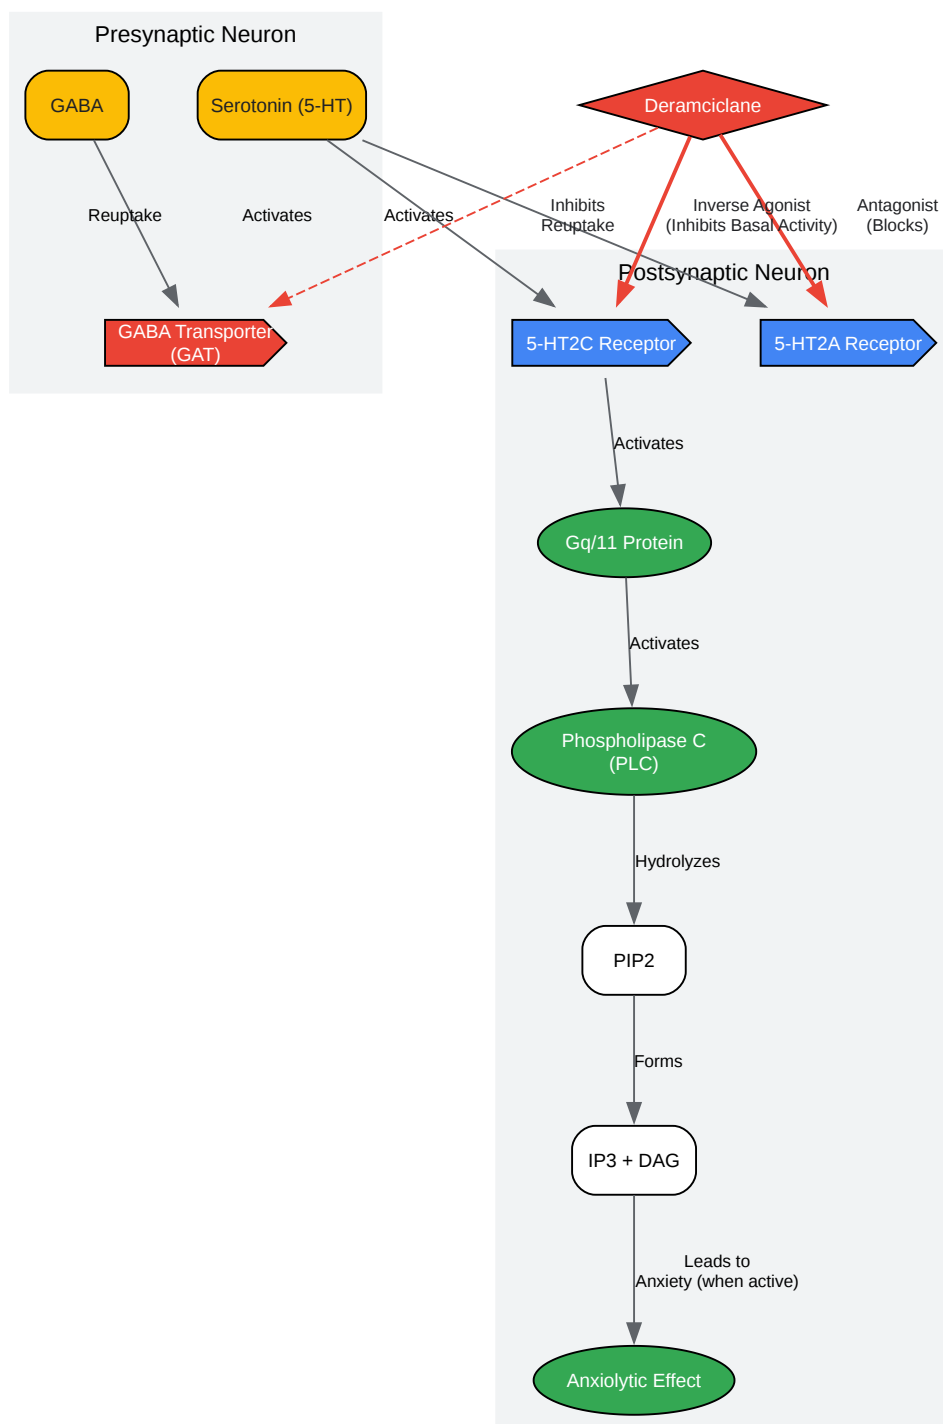 Presynaptic Neuron
GABA
Serotonin (5-HT)
Deramciclane
Reuptake
Activates
Activates
Inhibits
Reuptake
Inverse Agonist
(Inhibits Basal Activity)
Antagonist
(Blocks)
Postsynaptic Neuron
GABA Transporter
(GAT)
5-HT2C Receptor
5-HT2A Receptor
Activates
Gq/11 Protein
Activates
Phospholipase C
(PLC)
Hydrolyzes
PIP2
Forms
IP3 + DAG
Leads to
Anxiety (when active)
Anxiolytic Effect